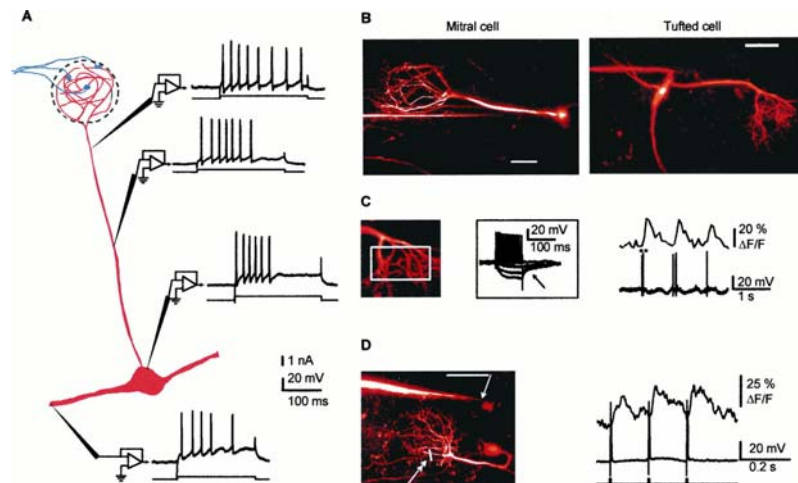 A
B
Mitral cell
Tufted cell
C
20 mV
100 ms
20 %
ΔF/F
**
20 mV
1 s
1 nA
20 mV
100 ms
D
25 %
ΔF/F
20 mV
0.2 s